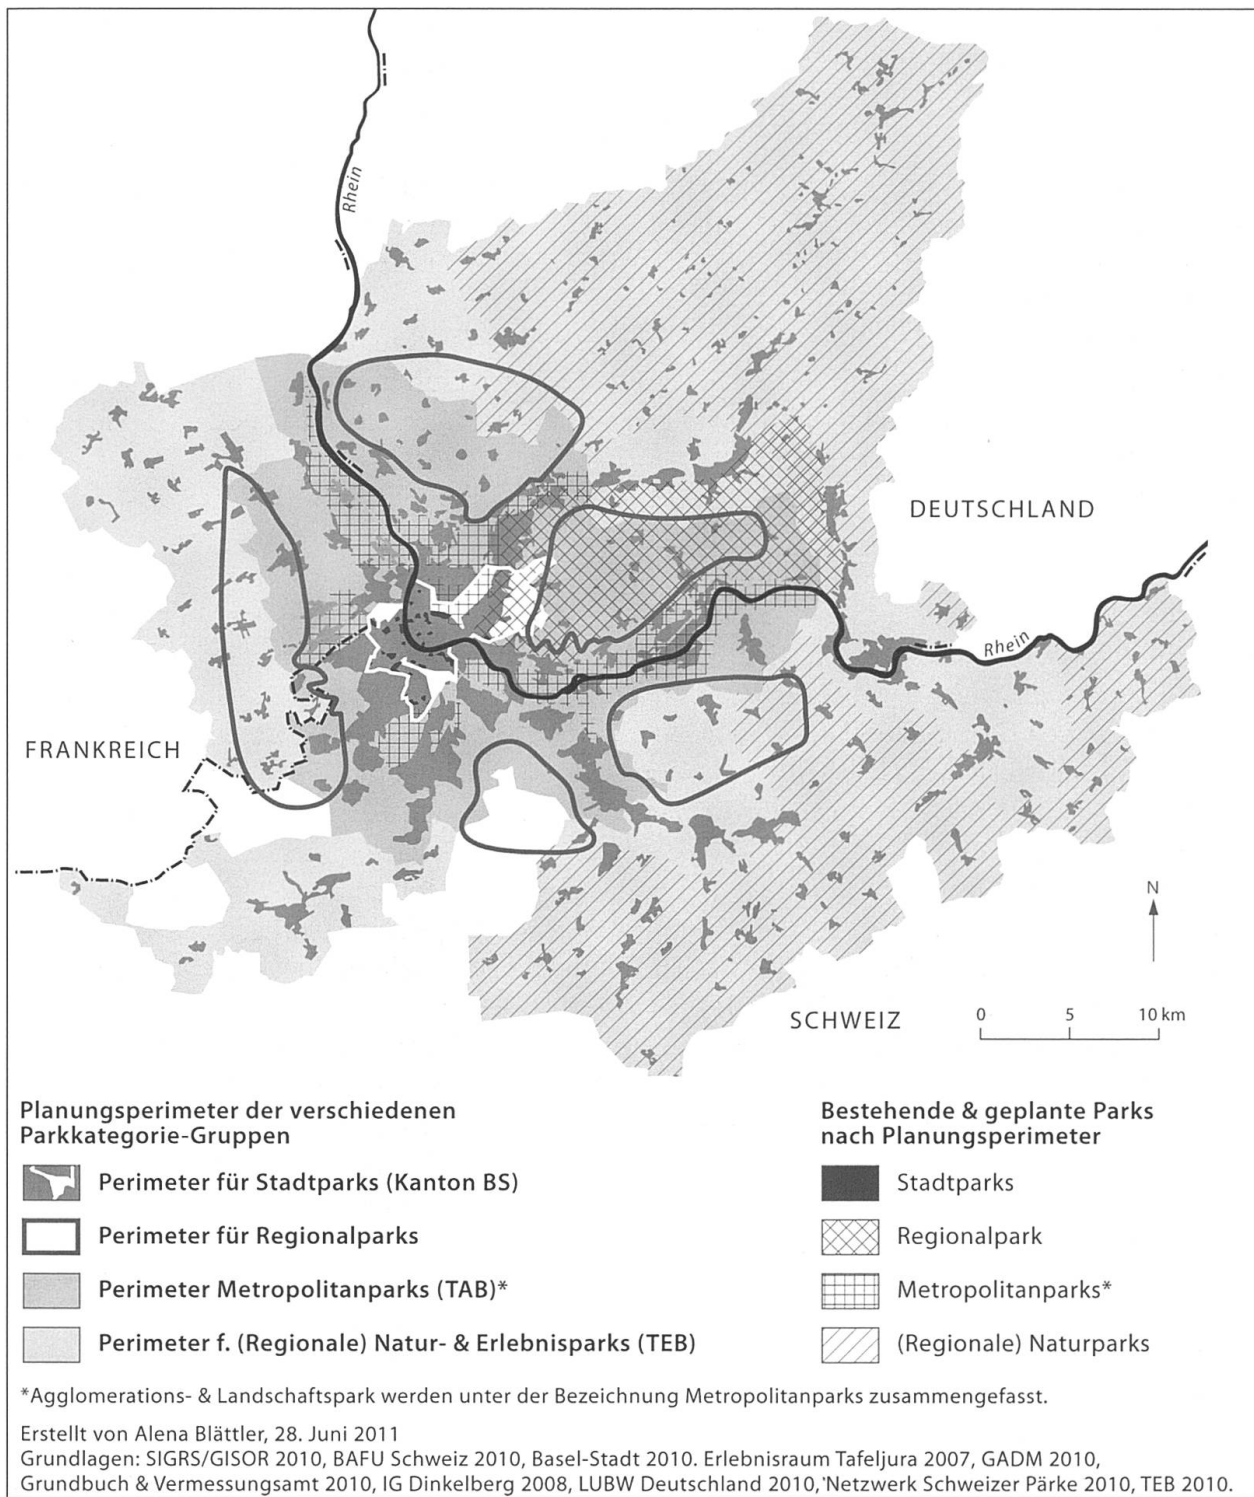 Rhein
DEUTSCHLAND
Rhein
FRANKREICH
N
SCHWEIZ
0 5 10 km
Planungsperimeter der verschiedenen
Parkkategorie-Gruppen
Perimeter für Stadtparks (Kanton BS)
Perimeter für Regionalparks
Perimeter Metropolitanparks (TAB)*
Perimeter f. (Regionale) Natur- & Erlebnisparks (TEB)
Bestehende & geplante Parks
nach Planungsperimeter
Stadtparks
Regionalpark
Metropolitanparks*
(Regionale) Naturparks
*Agglomerations- & Landschaftspark werden unter der Bezeichnung Metropolitanparks zusammengefasst.
Erstellt von Alena Blättler, 28. Juni 2011
Grundlagen: SIGRS/GISOR 2010, BAFU Schweiz 2010, Basel-Stadt 2010. Erlebnisraum Tafeljura 2007, GADM 2010,
Grundbuch & Vermessungsamt 2010, IG Dinkelberg 2008, LUBW Deutschland 2010, Netzwerk Schweizer Pärke 2010, TEB 2010.